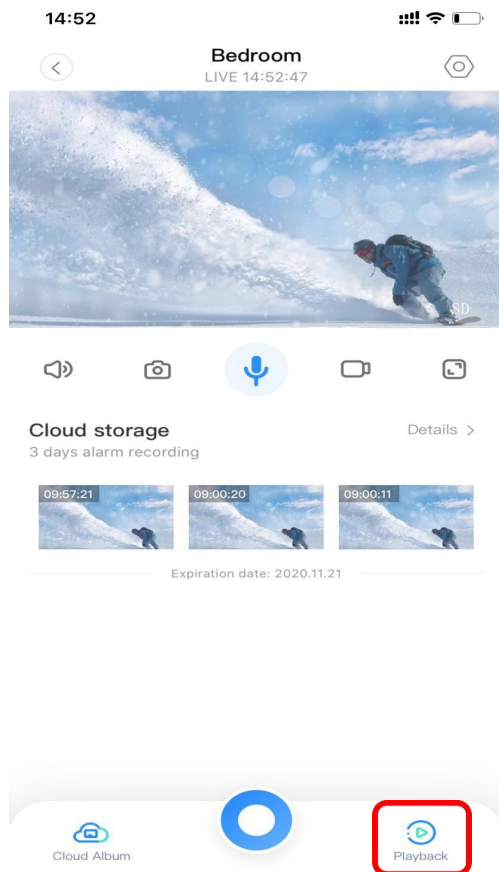 14:52
Bedroom
LIVE 14:52:47
SD
Cloud storage
Details >
3 days alarm recording
09:57:21
09:00:20
09:00:11
Expiration date: 2020.11.21
Cloud Album
Playback